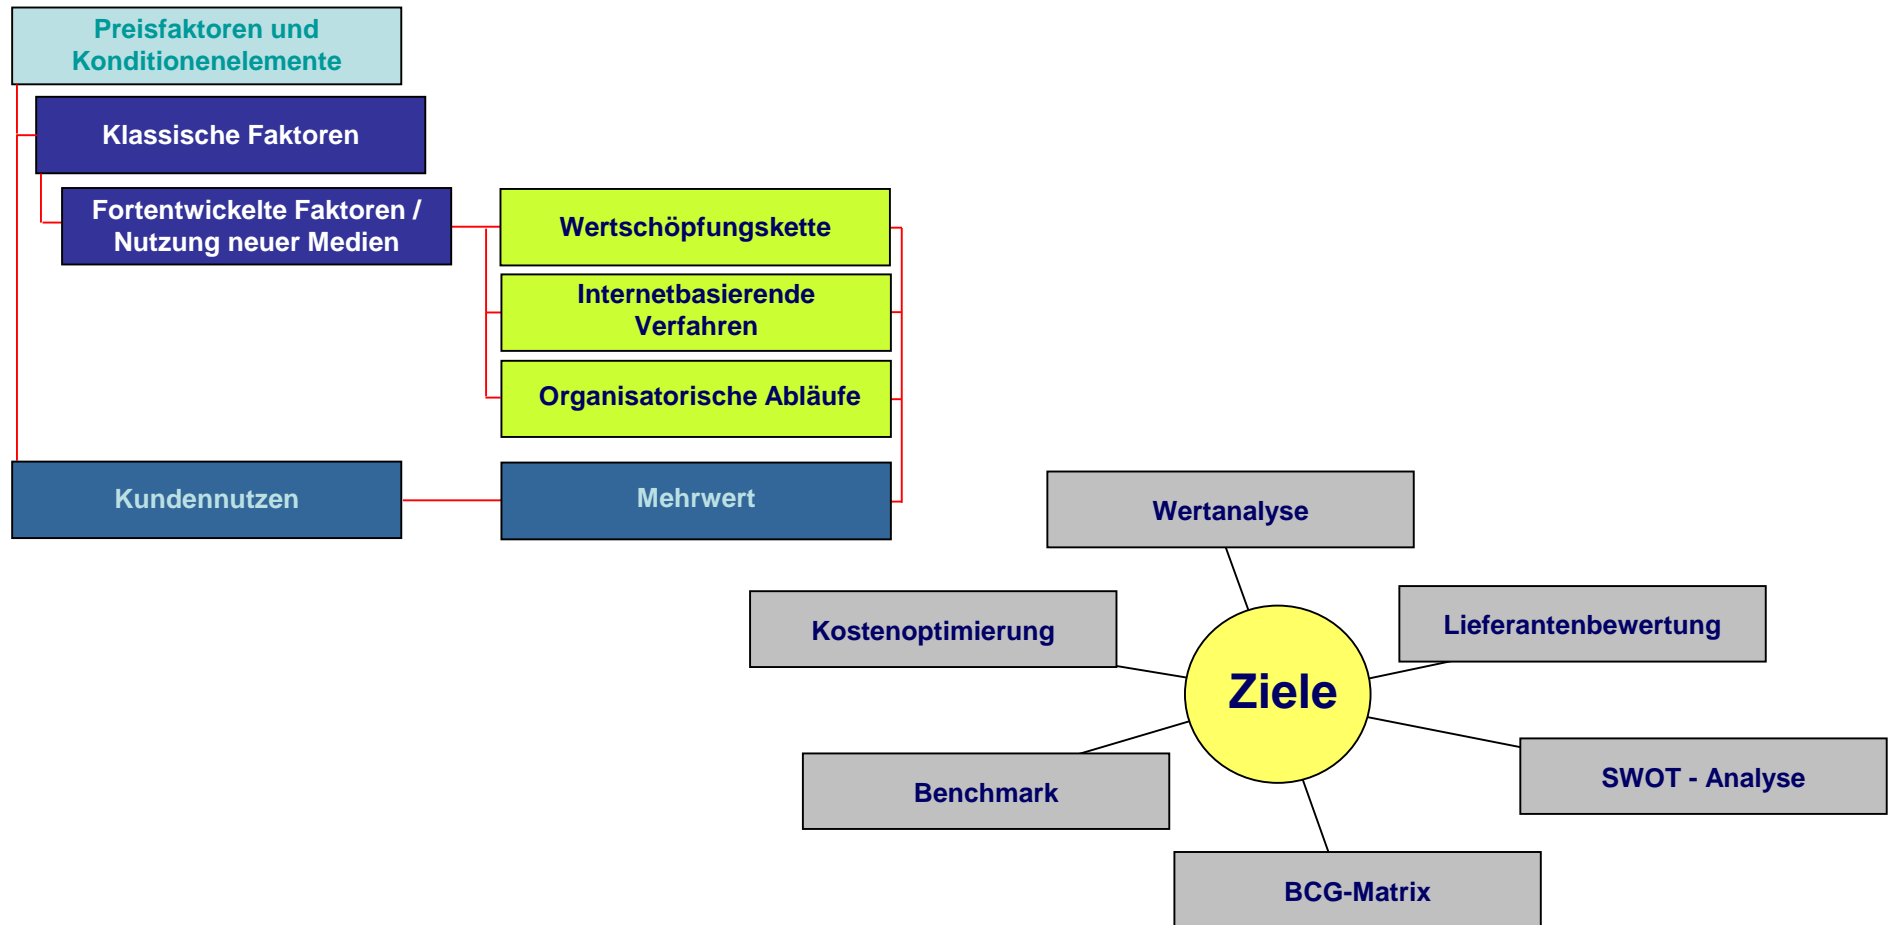 Preisfaktoren und
Konditionenelemente
Klassische Faktoren
Fortentwickelte Faktoren /
Nutzung neuer Medien
Wertschöpfungskette
Internetbasierende
Verfahren
Organisatorische Abläufe
Kundennutzen
Mehrwert
Wertanalyse
Kostenoptimierung
Lieferantenbewertung
Ziele
Benchmark
SWOT - Analyse
BCG-Matrix